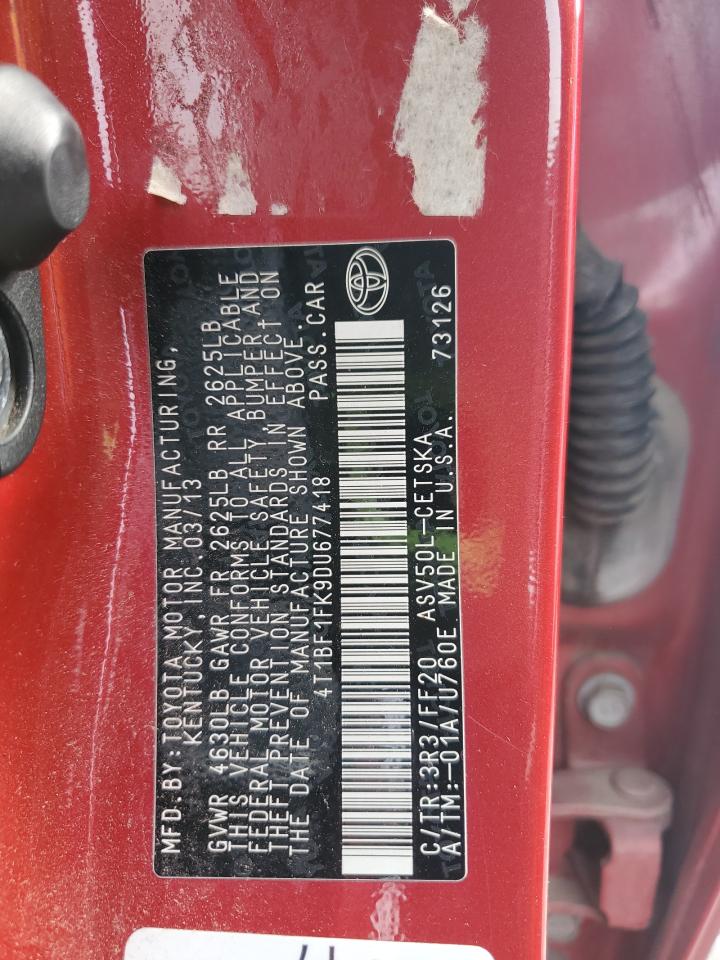 MFD.BY:TOYOTA MOTOR MANUFACTURING,
KENTUCKY, INC. 03/13
GVWR 4630LB GAWR FR 2625LB RR 2625LB
THIS VEHICLE CONFORMS TO ALL APPLICABLE
FEDERAL MOTOR VEHICLE SAFETY, BUMPER, AND
THEFT PREVENTION STANDARDS IN EFFECT ON
THE DATE OF MANUFACTURE SHOWN ABOVE.
4T1BF1FK9DU677418 PASS.CAR
C/TR:3R3/FF20 ASV50L-CETSKA
A/TM:-01A/U760E MADE IN U.S.A. 73126